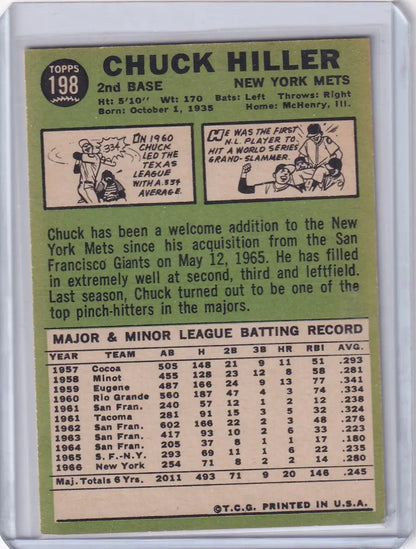 TOPPS
198
CHUCK HILLER
2nd BASE NEW YORK METS
Ht: 5'10" Wt: 170 Bats: Left Throws: Right
Born: October 1, 1935 Home: McHenry, Ill.
IN 1960
CHUCK
LED THE
TEXAS
LEAGUE
WITH A .334
AVERAGE.
.334
HE WAS THE FIRST
N.L. PLAYER TO
HIT A WORLD SERIES
GRAND-SLAMMER.
Chuck has been a welcome addition to the New
York Mets since his acquisition from the San
Francisco Giants on May 12, 1965. He has filled
in extremely well at second, third and leftfield.
Last season, Chuck turned out to be one of the
top pinch-hitters in the majors.
MAJOR & MINOR LEAGUE BATTING RECORD
YEAR TEAM AB H 2B 3B HR RBI AVG.
1957 Cocoa 505 148 21 9 11 51 .293
1958 Minot 455 128 23 12 8 58 .281
1959 Eugene 487 166 24 9 13 77 .341
1960 Rio Grande 560 187 47 4 3 74 .334
1961 San Fran. 240 57 12 1 2 12 .238
1961 Tacoma 281 91 15 3 5 32 .324
1962 San Fran. 602 166 22 2 3 48 .276
1963 San Fran. 417 93 10 2 6 33 .223
1964 San Fran. 205 37 8 1 1 17 .180
1965 S.F.-N.Y. 293 69 11 1 6 22 .235
1966 New York 254 71 8 2 2 14 .280
Maj. Totals 6 Yrs. 2011 493 71 9 20 146 .245
©T.C.G. PRINTED IN U.S.A.